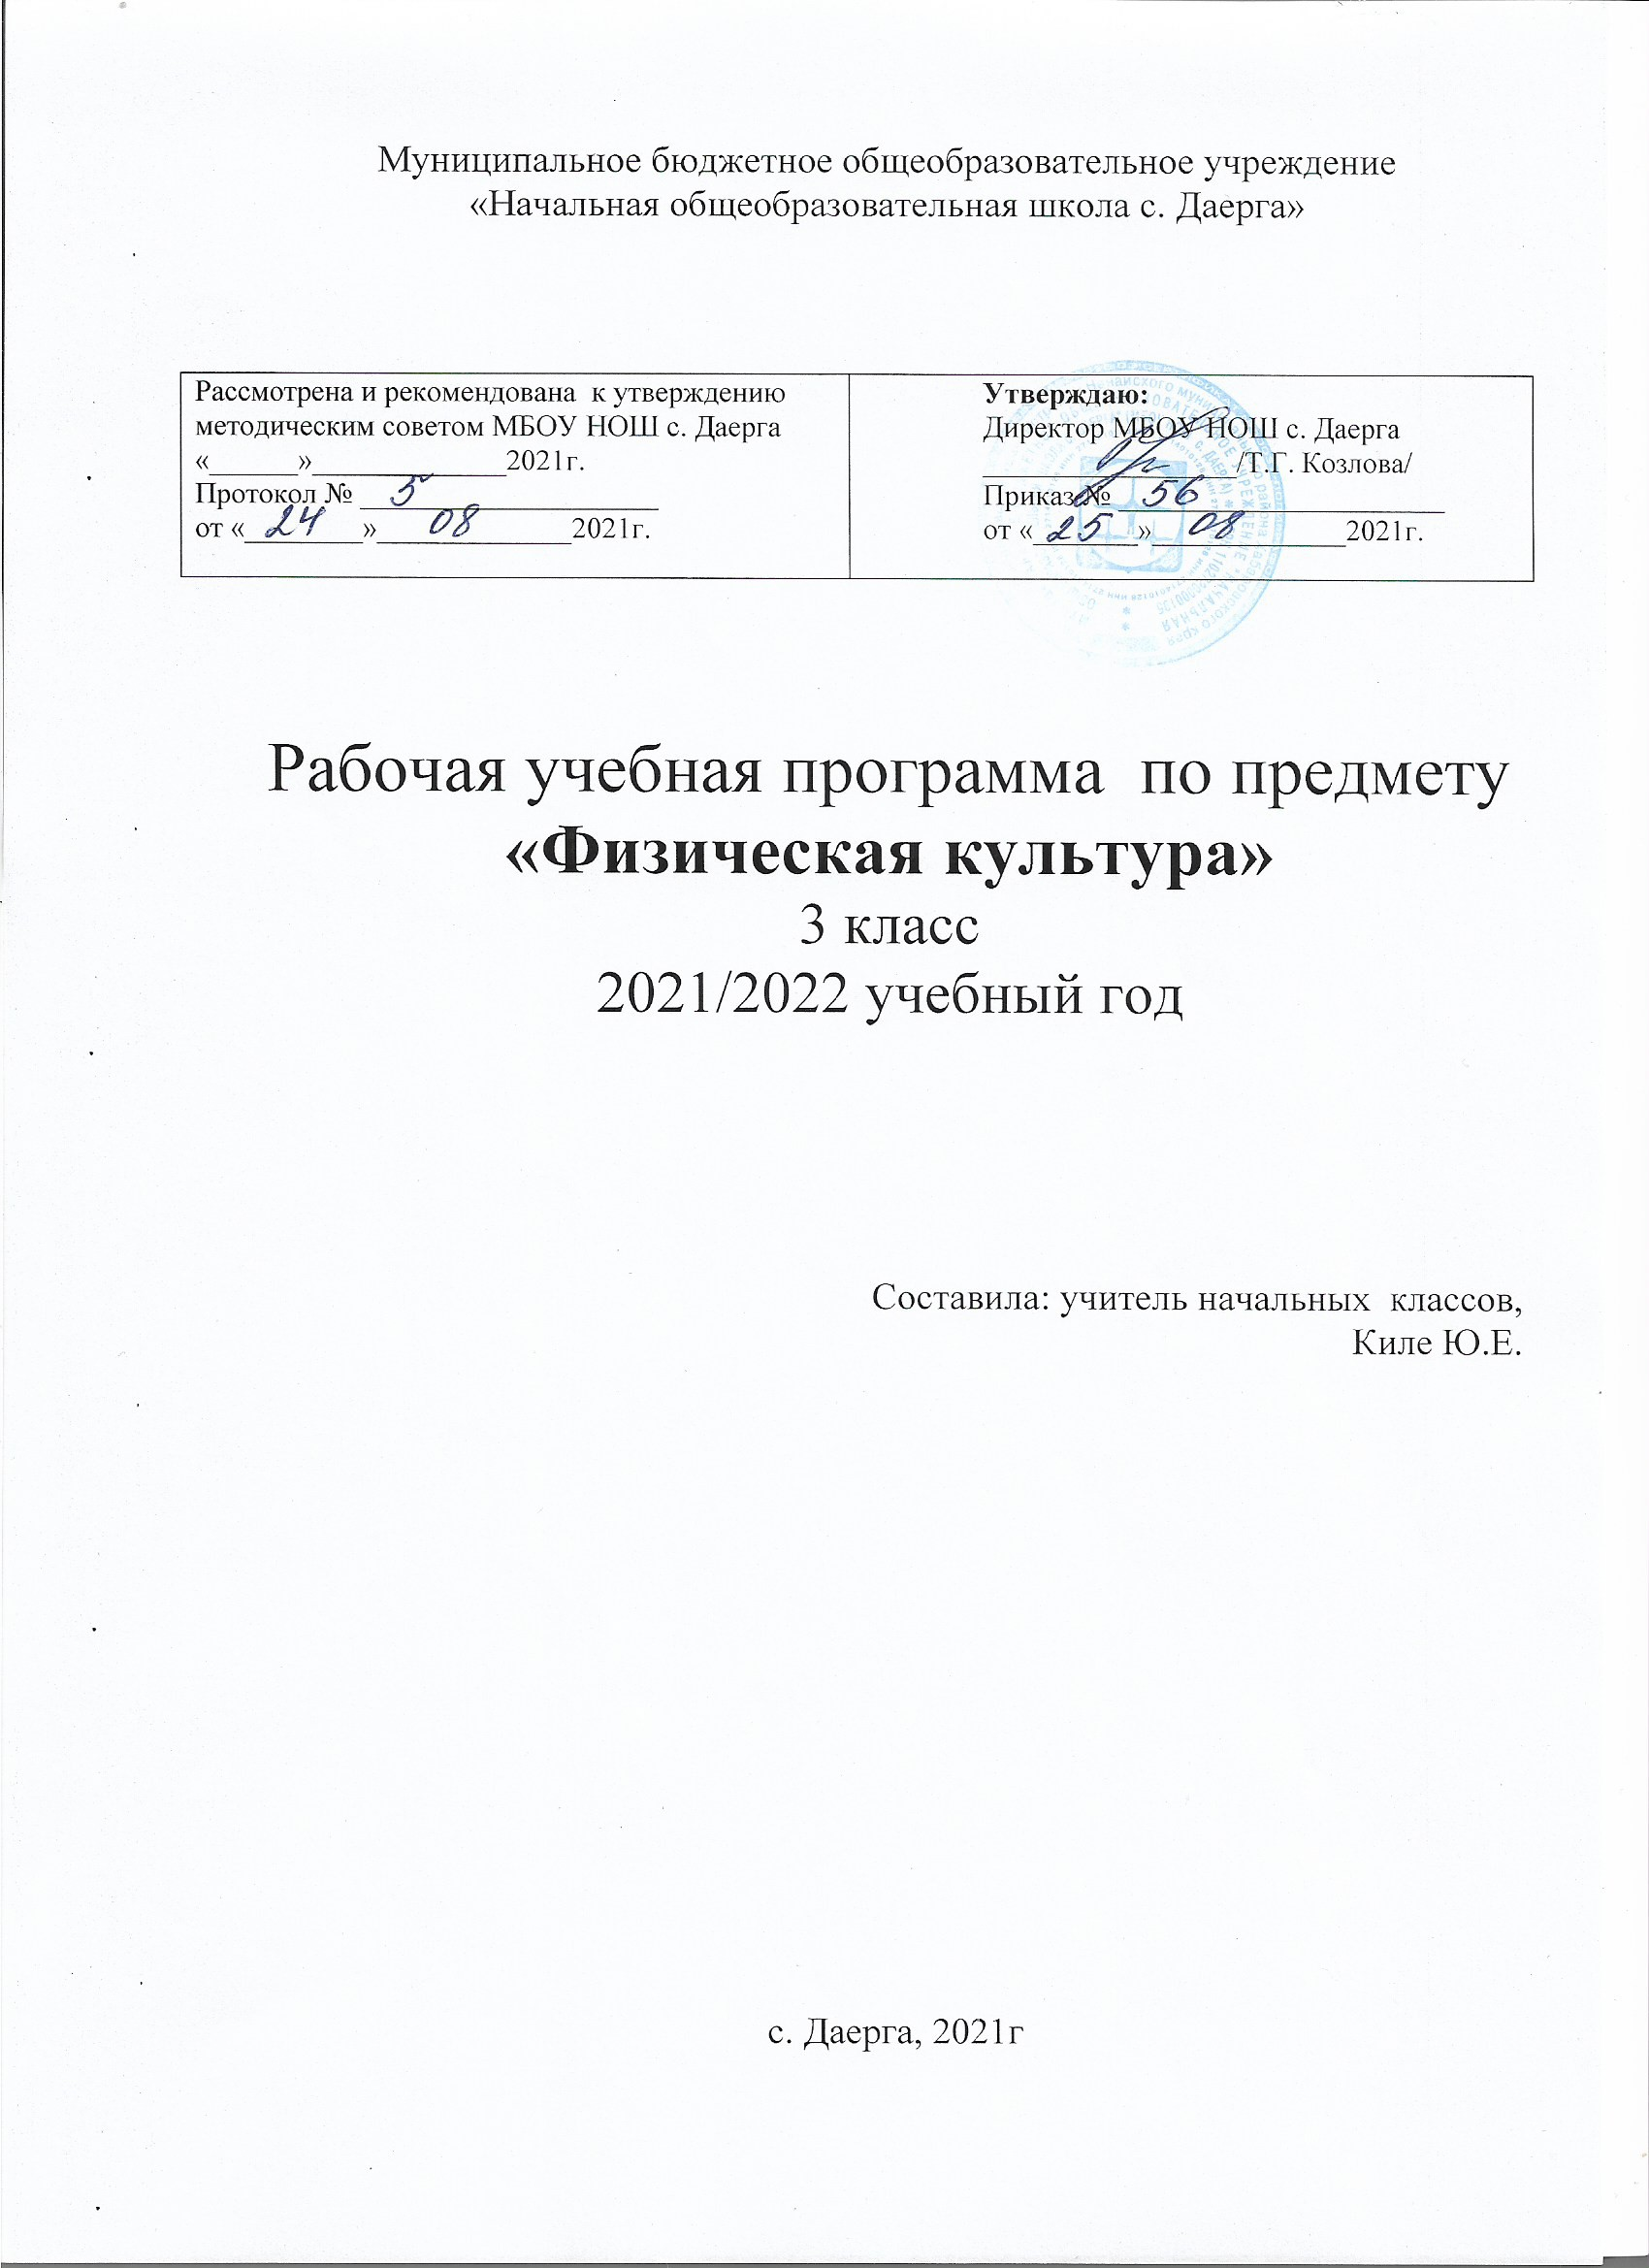 Муниципальное бюджетное общеобразовательное учреждение
«Начальная общеобразовательная школа с. Даерга»
Рассмотрена и рекомендована к утверждению
методическим советом МБОУ НОШ с. Даерга
«______»_____________2021г.
Протокол № 5
от «24»08 2021г.
Утверждаю:
Директор МБОУ НОШ с. Даерга
/Т.Г. Козлова/
Приказ № 56
от «25»08 2021г.
Рабочая учебная программа по предмету
«Физическая культура»
3 класс
2021/2022 учебный год
Составила: учитель начальных классов,
Киле Ю.Е.
с. Даерга, 2021г